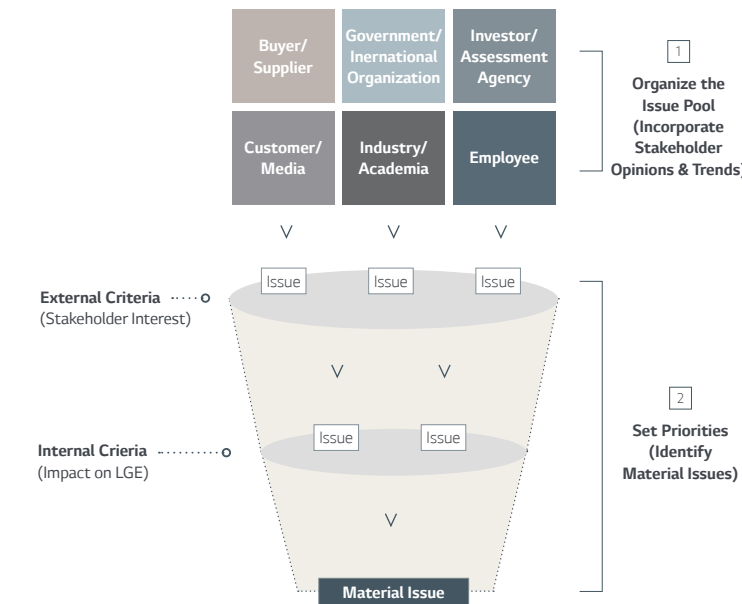 Buyer/
Supplier
Government/
Inernational
Organization
Investor/
Assessment
Agency
Customer/
Media
Industry/
Academia
Employee
1
Organize the
Issue Pool
(Incorporate
Stakeholder
Opinions & Trends)
Issue
Issue
Issue
External Criteria
(Stakeholder Interest)
2
Set Priorities
(Identify
Material Issues)
Issue
Issue
Internal Crieria
(Impact on LGE)
Material Issue